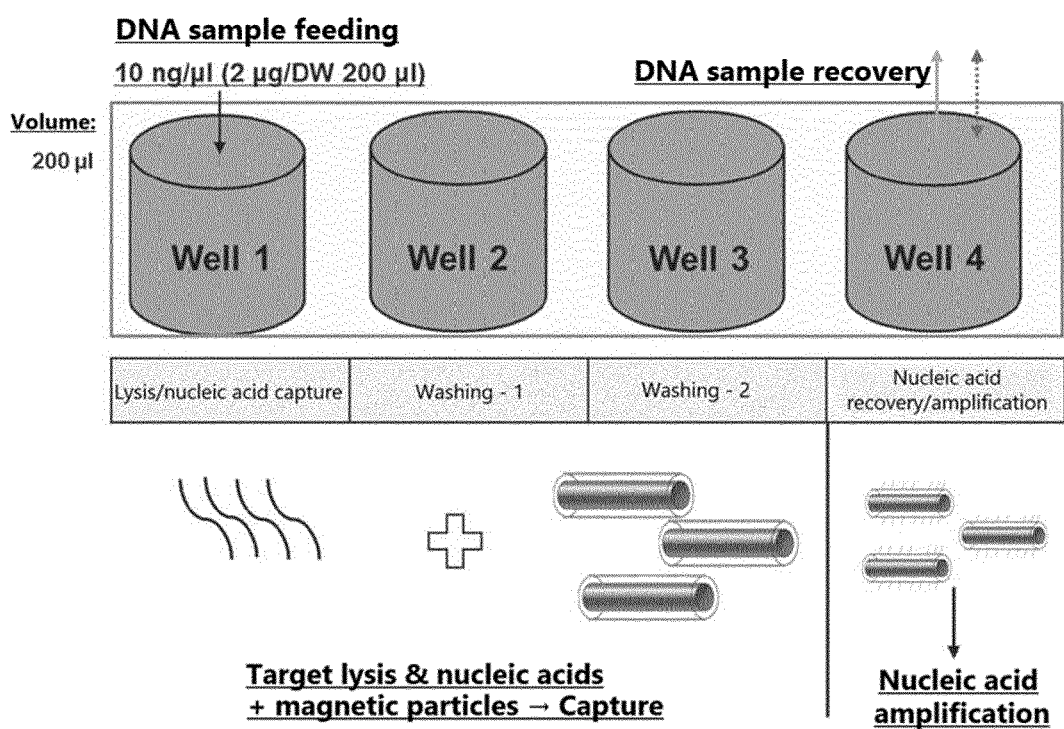 DNA sample feeding
10 ng/µl (2 µg/DW 200 µl)
DNA sample recovery
Volume:
200 µl
Well 1
Well 2
Well 3
Well 4
Lysis/nucleic acid capture
Washing - 1
Washing - 2
Nucleic acid
recovery/amplification
Target lysis & nucleic acids
+ magnetic particles → Capture
Nucleic acid
amplification